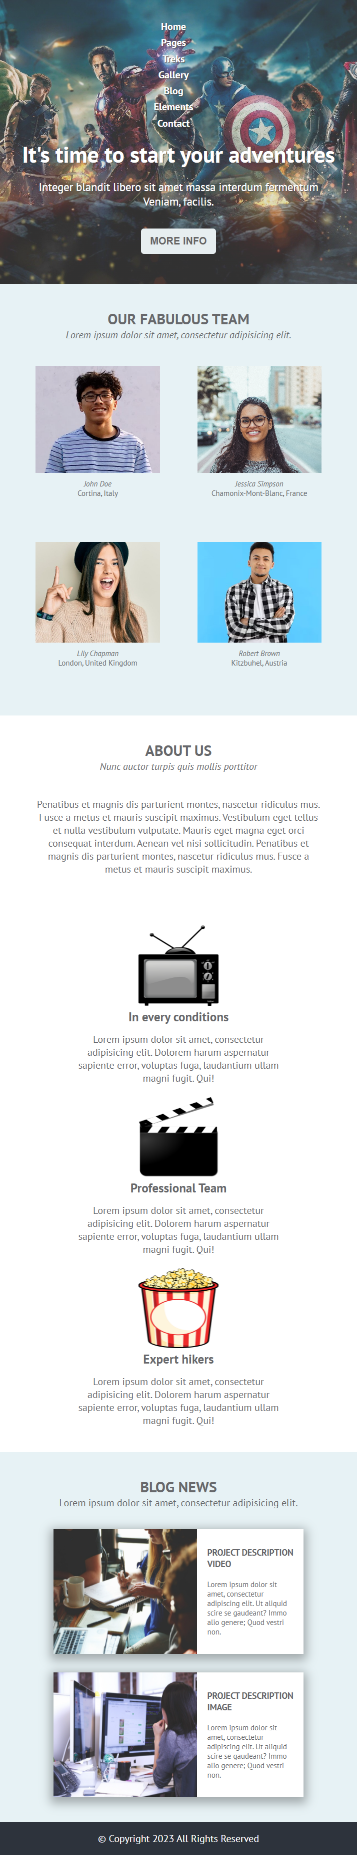 Home
Pages
Treks
Gallery
Blog
Elements
Contact
It's time to start your adventures
Integer blandit libero sit amet massa interdum fermentum
Veniam, facilis.
MORE INFO
OUR FABULOUS TEAM
Lorem ipsum dolor sit amet, consectetur adipisicing elit.
John Doe
Cortina, Italy
Jessica Simpson
Chamonix-Mont-Blanc, France
Lily Chapman
London, United Kingdom
Robert Brown
Kitzbuhel, Austria
ABOUT US
Nunc auctor turpis quis mollis porttitor
Penatibus et magnis dis parturient montes, nascetur ridiculus mus.
Fusce a metus et mauris suscipit maximus. Vestibulum eget tellus
et nulla vestibulum vulputate. Mauris eget magna eget orci
consequat interdum. Aenean vel nisi sollicitudin. Penatibus et
magnis dis parturient montes, nascetur ridiculus mus. Fusce a
metus et mauris suscipit maximus.
In every conditions
Lorem ipsum dolor sit amet, consectetur
adipisicing elit. Dolorem harum aspernatur
sapiente error, voluptas fuga, laudantium ullam
magni fugit. Qui!
Professional Team
Lorem ipsum dolor sit amet, consectetur
adipisicing elit. Dolorem harum aspernatur
sapiente error, voluptas fuga, laudantium ullam
magni fugit. Qui!
Expert hikers
Lorem ipsum dolor sit amet, consectetur
adipisicing elit. Dolorem harum aspernatur
sapiente error, voluptas fuga, laudantium ullam
magni fugit. Qui!
BLOG NEWS
Lorem ipsum dolor sit amet, consectetur adipisicing elit.
PROJECT DESCRIPTION
VIDEO
Lorem ipsum dolor sit
amet, consectetur
adipiscing elit. Ut aliquid
scire se gaudeant? Immo
alio genere; Quod vestri
non.
PROJECT DESCRIPTION
IMAGE
Lorem ipsum dolor sit
amet, consectetur
adipiscing elit. Ut aliquid
scire se gaudeant? Immo
alio genere; Quod vestri
non.
© Copyright 2023 All Rights Reserved